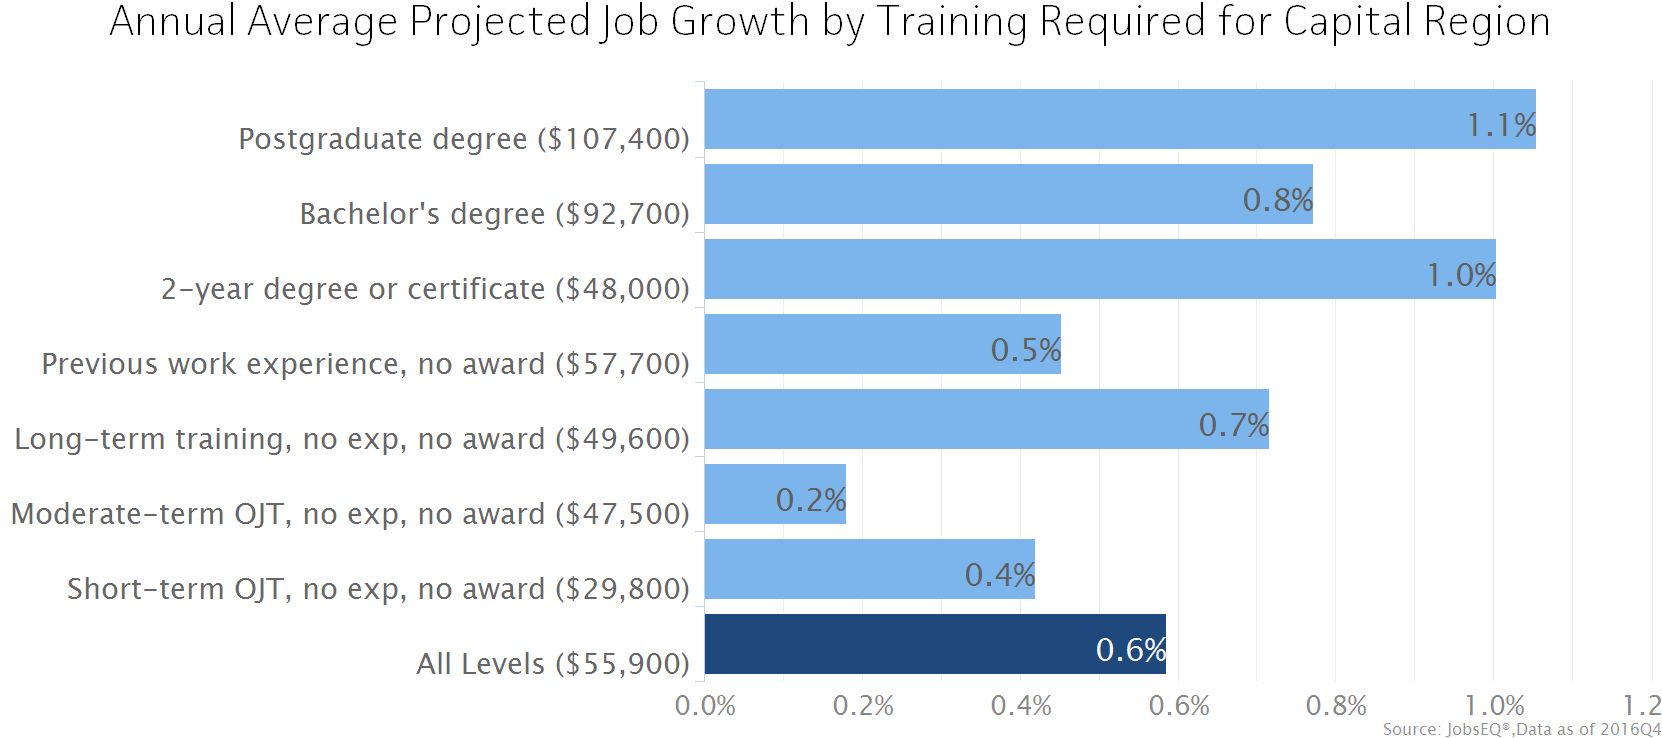 Annual Average Projected Job Growth by Training Required for Capital Region
Postgraduate degree ($107,400)
1.1%
Bachelor's degree ($92,700)
0.8%
2-year degree or certificate ($48,000)
1.0%
Previous work experience, no award ($57,700)
0.5%
Long-term training, no exp, no award ($49,600)
0.7%
Moderate-term OJT, no exp, no award ($47,500)
0.2%
Short-term OJT, no exp, no award ($29,800)
0.4%
All Levels ($55,900)
0.6%
0.0% 0.2% 0.4% 0.6% 0.8% 1.0% 1.2
Source: JobsEQ®,Data as of 2016Q4